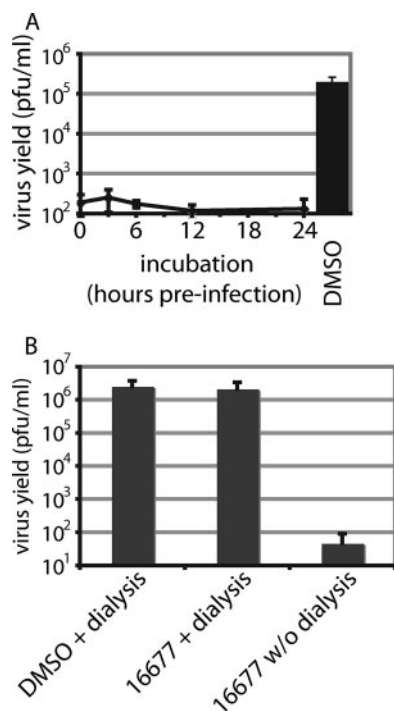 A
virus yield (pfu/ml)
10⁶
10⁵
10⁴
10³
10²
0 6 12 18 24
incubation
(hours pre-infection)
DMSO
B
virus yield (pfu/ml)
10⁷
10⁶
10⁵
10⁴
10³
10²
10¹
DMSO + dialysis
16677 + dialysis
16677 w/o dialysis